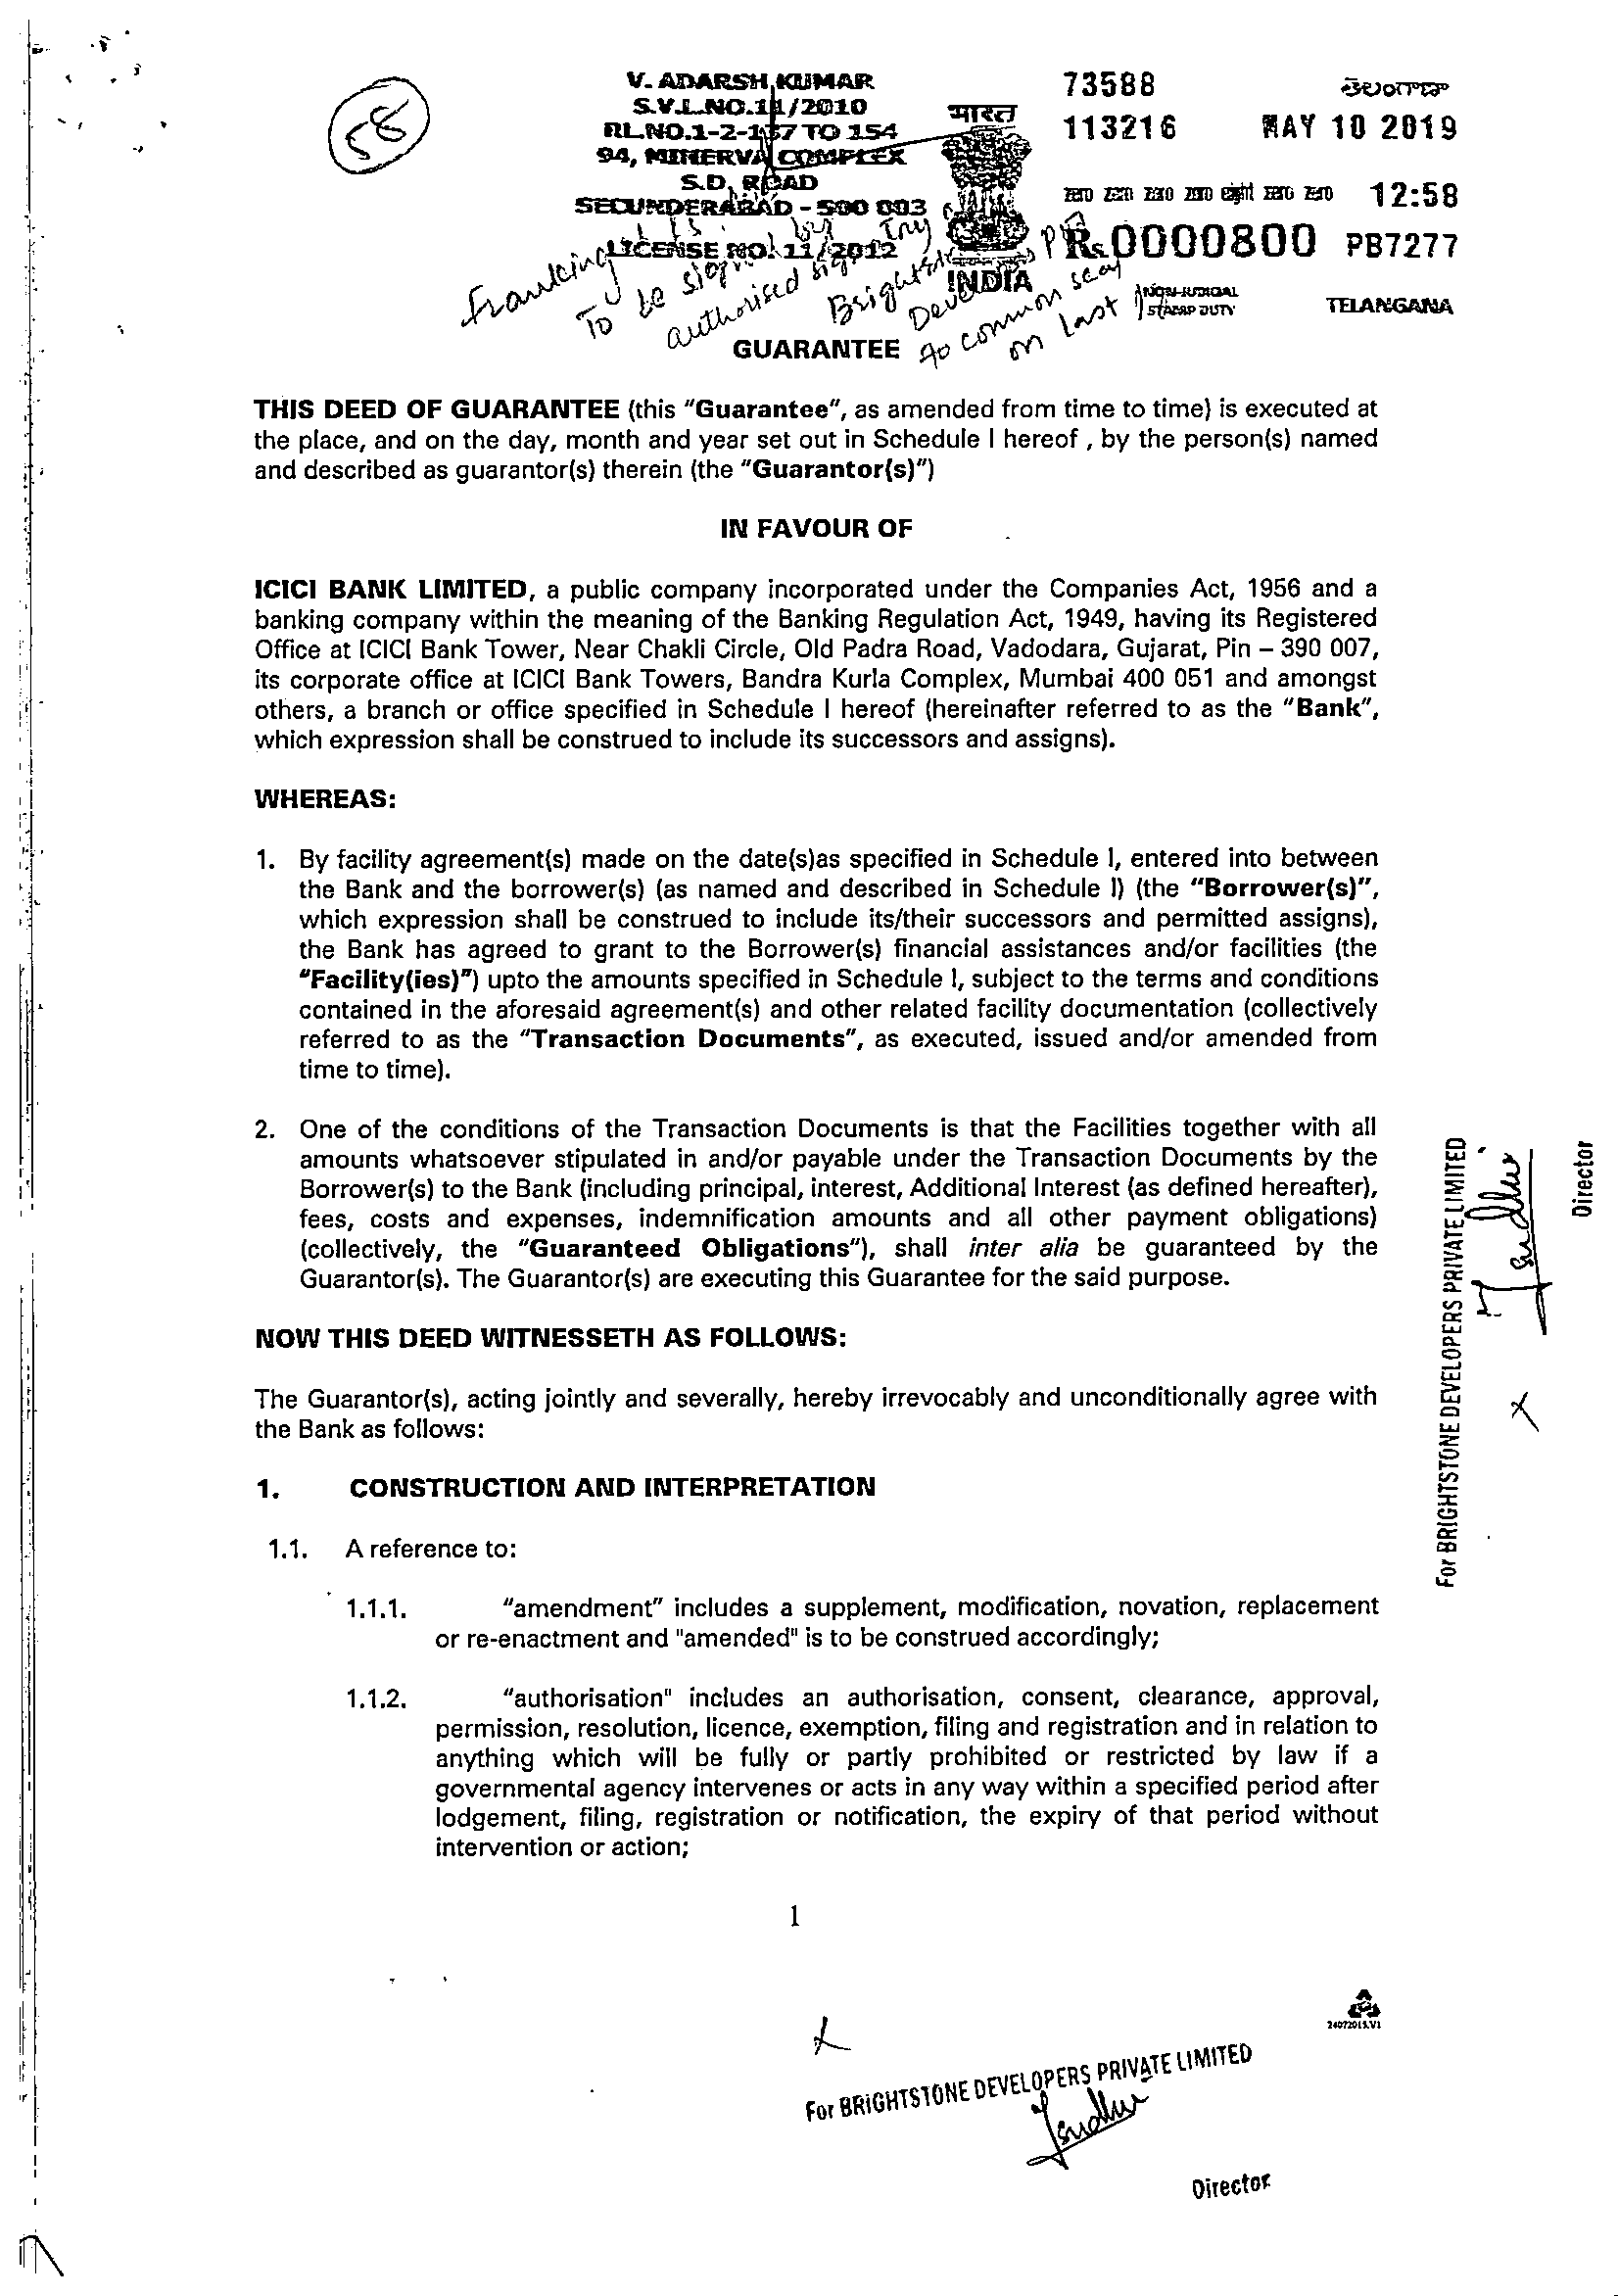 58
V. ADARSH KUMAR
S.V.L.NO.11/2010
RL.NO.1-2-137 TO 154
94, MINERVA COMPLEX
S.D. ROAD
SECUNDERABAD - 500 003
LICENSE NO. 11/2012
भारत
INDIA
73588
తెలంగాణా
113216 MAY 10 2019
12:58
Rs.0000800 PB7277
NON-JUDICIAL
STAMP DUTY
TELANGANA
Franking
To be signed by
authorised
Developers Pvt
common seal
on last
GUARANTEE
THIS DEED OF GUARANTEE (this "Guarantee", as amended from time to time) is executed at
the place, and on the day, month and year set out in Schedule I hereof , by the person(s) named
and described as guarantor(s) therein (the "Guarantor(s)")
IN FAVOUR OF
ICICI BANK LIMITED, a public company incorporated under the Companies Act, 1956 and a
banking company within the meaning of the Banking Regulation Act, 1949, having its Registered
Office at ICICI Bank Tower, Near Chakli Circle, Old Padra Road, Vadodara, Gujarat, Pin – 390 007,
its corporate office at ICICI Bank Towers, Bandra Kurla Complex, Mumbai 400 051 and amongst
others, a branch or office specified in Schedule I hereof (hereinafter referred to as the "Bank",
which expression shall be construed to include its successors and assigns).
WHEREAS:
1. By facility agreement(s) made on the date(s)as specified in Schedule I, entered into between
the Bank and the borrower(s) (as named and described in Schedule I) (the "Borrower(s)",
which expression shall be construed to include its/their successors and permitted assigns),
the Bank has agreed to grant to the Borrower(s) financial assistances and/or facilities (the
"Facility(ies)") upto the amounts specified in Schedule I, subject to the terms and conditions
contained in the aforesaid agreement(s) and other related facility documentation (collectively
referred to as the "Transaction Documents", as executed, issued and/or amended from
time to time).
2. One of the conditions of the Transaction Documents is that the Facilities together with all
amounts whatsoever stipulated in and/or payable under the Transaction Documents by the
Borrower(s) to the Bank (including principal, interest, Additional Interest (as defined hereafter),
fees, costs and expenses, indemnification amounts and all other payment obligations)
(collectively, the "Guaranteed Obligations"), shall inter alia be guaranteed by the
Guarantor(s). The Guarantor(s) are executing this Guarantee for the said purpose.
NOW THIS DEED WITNESSETH AS FOLLOWS:
The Guarantor(s), acting jointly and severally, hereby irrevocably and unconditionally agree with
the Bank as follows:
1. CONSTRUCTION AND INTERPRETATION
1.1. A reference to:
1.1.1. "amendment" includes a supplement, modification, novation, replacement
or re-enactment and "amended" is to be construed accordingly;
1.1.2. "authorisation" includes an authorisation, consent, clearance, approval,
permission, resolution, licence, exemption, filing and registration and in relation to
anything which will be fully or partly prohibited or restricted by law if a
governmental agency intervenes or acts in any way within a specified period after
lodgement, filing, registration or notification, the expiry of that period without
intervention or action;
1
For BRIGHTSTONE DEVELOPERS PRIVATE LIMITED
Director
24072015.V1
For BRIGHTSTONE DEVELOPERS PRIVATE LIMITED
Director